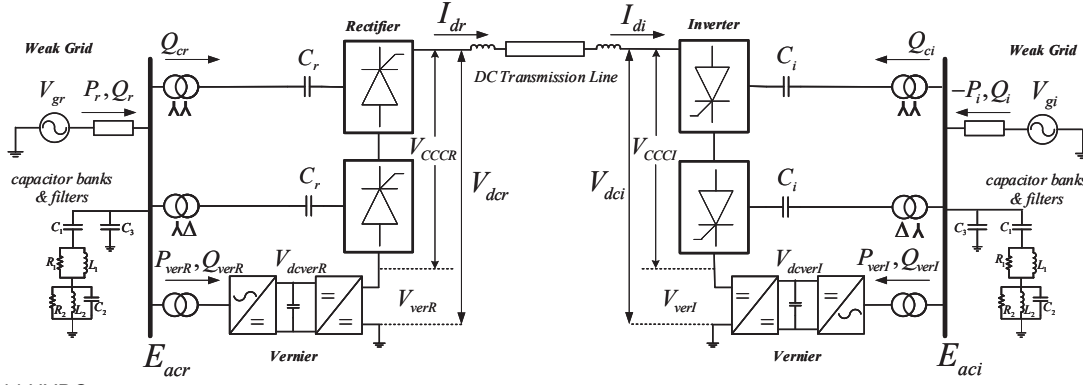 Rectifier
I_dr
I_di
Inverter
Weak Grid
Q_cr
C_r
DC Transmission Line
C_i
Q_ci
Weak Grid
V_gr
P_r, Q_r
-P_i, Q_i
V_gi
V_CCCR
V_dcr
V_CCCI
V_dci
capacitor banks
& filters
C_r
C_i
capacitor banks
& filters
C_1
C_3
C_3
C_1
R_1
L_1
R_1
L_1
P_verR, Q_verR
V_dcverR
V_dcverI
P_verI, Q_verI
R_2
L_2
C_2
V_verR
V_verI
R_2
L_2
C_2
Vernier
Vernier
E_acr
E_aci